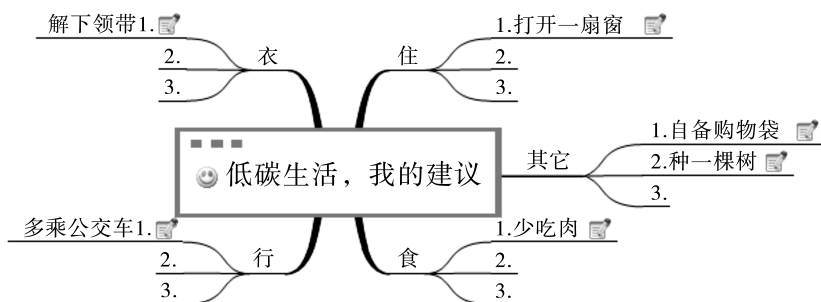 解下领带1.
2.
3.
衣
住
1.打开一扇窗
2.
3.
低碳生活，我的建议
其它
1.自备购物袋
2.种一棵树
3.
多乘公交车1.
2.
3.
行
食
1.少吃肉
2.
3.